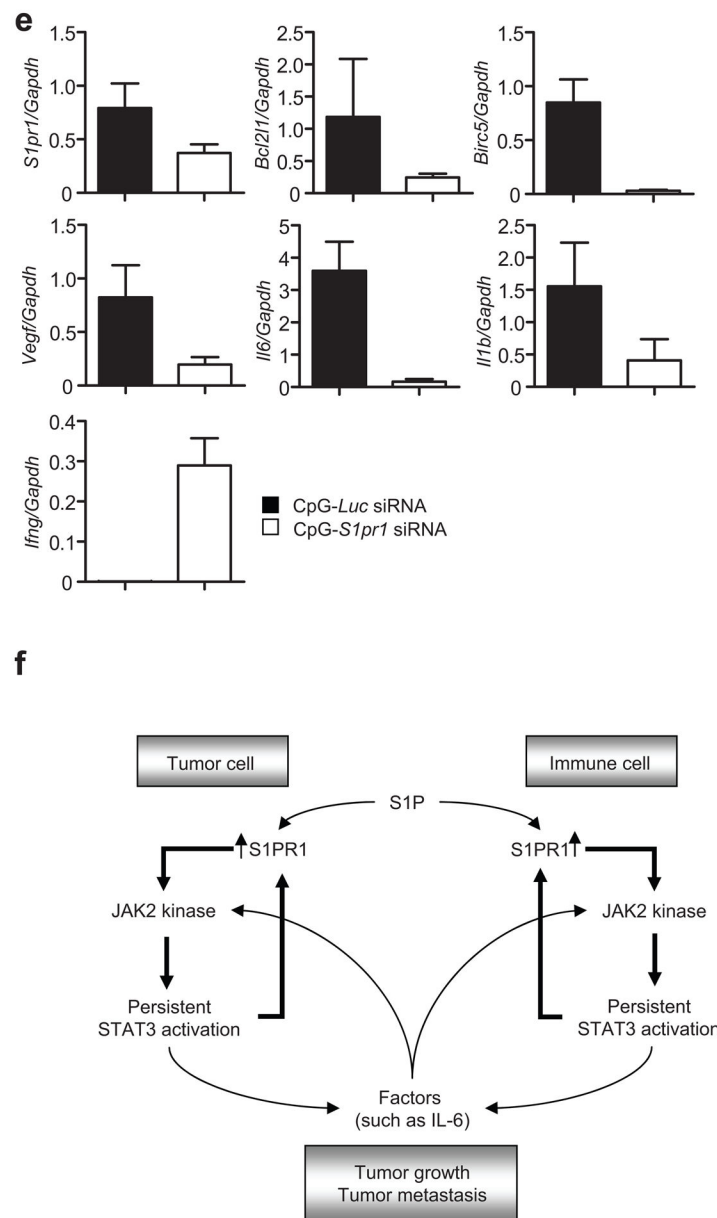 e
S1pr1/Gapdh
1.5
1.0
0.5
0
Bcl2l1/Gapdh
2.5
2.0
1.5
1.0
0.5
0
Birc5/Gapdh
1.5
1.0
0.5
0
Vegf/Gapdh
1.5
1.0
0.5
0
Il6/Gapdh
5
4
3
2
1
0
Il1b/Gapdh
2.5
2.0
1.5
1.0
0.5
0
Ifng/Gapdh
0.4
0.3
0.2
0.1
0
CpG-Luc siRNA
CpG-S1pr1 siRNA
f
Tumor cell
Immune cell
S1P
S1PR1
S1PR1
JAK2 kinase
JAK2 kinase
Persistent
STAT3 activation
Persistent
STAT3 activation
Factors
(such as IL-6)
Tumor growth
Tumor metastasis